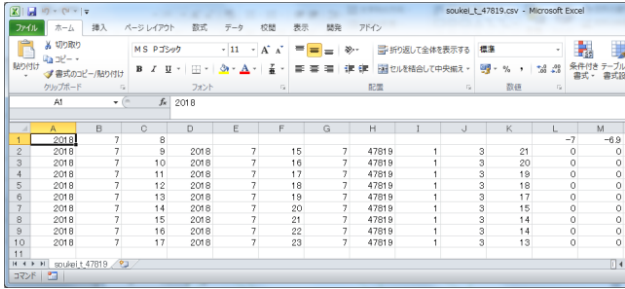 soukei_t_47819.csv - Microsoft Excel
ファイル ホーム 挿入 ページ レイアウト 数式 データ 校閲 表示 開発 アドイン
切り取り
コピー
書式のコピー/貼り付け
貼り付け
クリップボード
MS Pゴシック 11
B I U
フォント
折り返して全体を表示する
セルを結合して中央揃え
配置
標準
% ,
数値
条件付き 書式
テーブル 書式設
A1 fx 2018
A B C D E F G H I J K L M
1 2018 7 8 -7 -6.9
2 2018 7 9 2018 7 15 7 47819 1 3 21 0 0
3 2018 7 10 2018 7 16 7 47819 1 3 20 0 0
4 2018 7 11 2018 7 17 7 47819 1 3 19 0 0
5 2018 7 12 2018 7 18 7 47819 1 3 18 0 0
6 2018 7 13 2018 7 19 7 47819 1 3 17 0 0
7 2018 7 14 2018 7 20 7 47819 1 3 15 0 0
8 2018 7 15 2018 7 21 7 47819 1 3 14 0 0
9 2018 7 16 2018 7 22 7 47819 1 3 14 0 0
10 2018 7 17 2018 7 23 7 47819 1 3 13 0 0
11
soukei_t_47819
コマンド